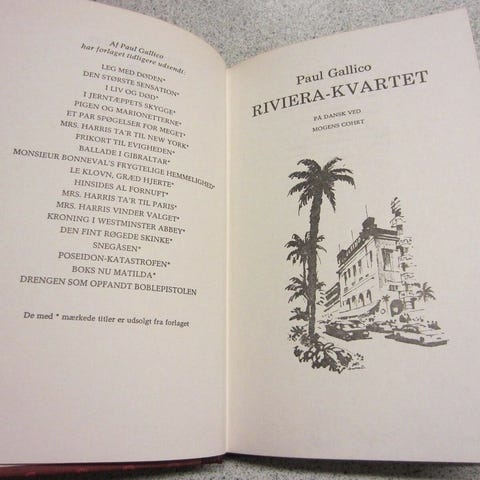 Af Paul Gallico
har forlaget tidligere udsendt:
LEG MED DØDEN*
DEN STØRSTE SENSATION*
I LIV OG DØD*
I JERNTÆPPETS SKYGGE*
PIGEN OG MARIONETTERNE*
ET PAR SPØGELSER FOR MEGET*
MRS. HARRIS TA'R TIL NEW YORK*
FRIKORT TIL EVIGHEDEN*
BALLADE I GIBRALTAR*
MONSIEUR BONNEVAL'S FRYGTELIGE HEMMELIGHED*
LE KLOVN, GRÆD HJERTE*
HINSIDES AL FORNUFT*
MRS. HARRIS TA'R TIL PARIS*
MRS. HARRIS VINDER VALGET*
KRONING I WESTMINSTER ABBEY*
DEN FINT RØGEDE SKINKE*
SNEGÅSEN*
POSEIDON-KATASTROFEN*
BOKS NU MATILDA*
DRENGEN SOM OPFANDT BOBLEPISTOLEN
De med * mærkede titler er udsolgt fra forlaget
Paul Gallico
RIVIERA-KVARTET
PÅ DANSK VED
MOGENS COHRT